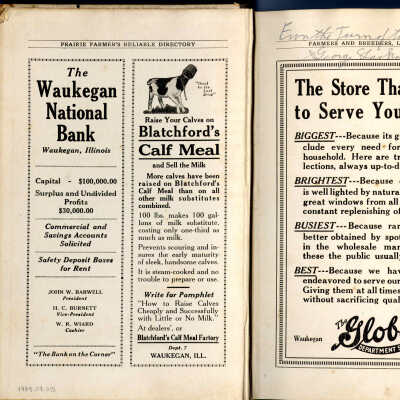 PRAIRIE FARMER'S RELIABLE DIRECTORY
The
Waukegan
National
Bank
Waukegan, Illinois
Capital - $100,000.00
Surplus and Undivided
Profits
$30,000.00
Commercial and
Savings Accounts
Solicited
Safety Deposit Boxes
for Rent
JOHN W. BARWELL
President
H. C. BURNETT
Vice-President
W. R. WIARD
Cashier
"The Bank on the Corner"
Raise Your Calves on
Blatchford's
Calf Meal
and Sell the Milk
More calves have been
raised on Blatchford's
Calf Meal than on all
other milk substitutes
combined.
100 lbs. makes 100 gal-
lons of milk substitute,
costing only one-third as
much as milk.
Prevents scouring and in-
sures the early maturity
of sleek, handsome calves.
It is steam-cooked and no
trouble to prepare or use.
Write for Pamphlet
"How to Raise Calves
Cheaply and Successfully
with Little or No Milk."
At dealers', or
Blatchford's Calf Meal Factory
Dept. 7
WAUKEGAN, ILL.
FARMERS AND BREEDERS, L
George
The Store Tha
to Serve You
BIGGEST---Because its g
clude every need for
household. Here are t
lections, always up-to-d
BRIGHTEST---Because
is well lighted by natura
great windows from all
constant replenishing of
BUSIEST---Because ra
better obtained by spot
in the wholesale mar
these the public usually
BEST---Because we hav
endeavored to serve our
Giving them at all times
without sacrificing qual
Waukegan
The Glob
DEPARTMENT S